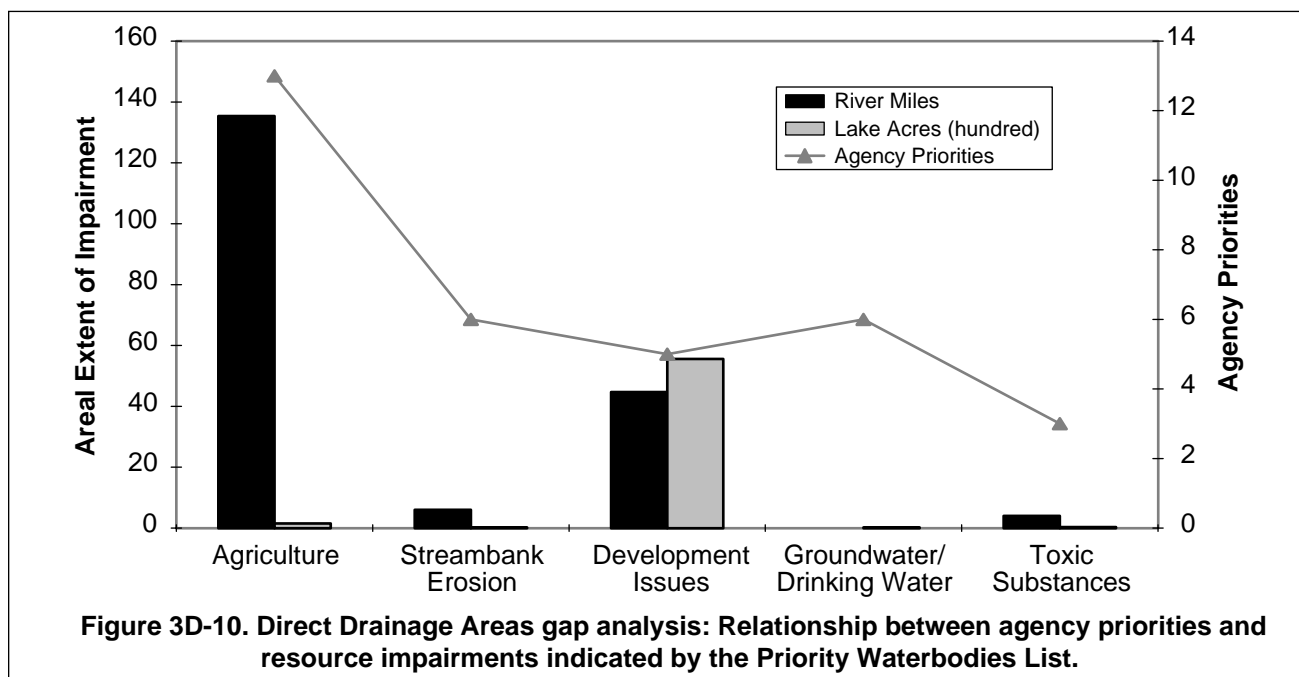 160
140
120
100
80
60
40
20
0
Areal Extent of Impairment
14
12
10
8
6
4
2
0
Agency Priorities
River Miles
Lake Acres (hundred)
Agency Priorities
Agriculture
Streambank
Erosion
Development
Issues
Groundwater/
Drinking Water
Toxic
Substances
Figure 3D-10. Direct Drainage Areas gap analysis: Relationship between agency priorities and
resource impairments indicated by the Priority Waterbodies List.